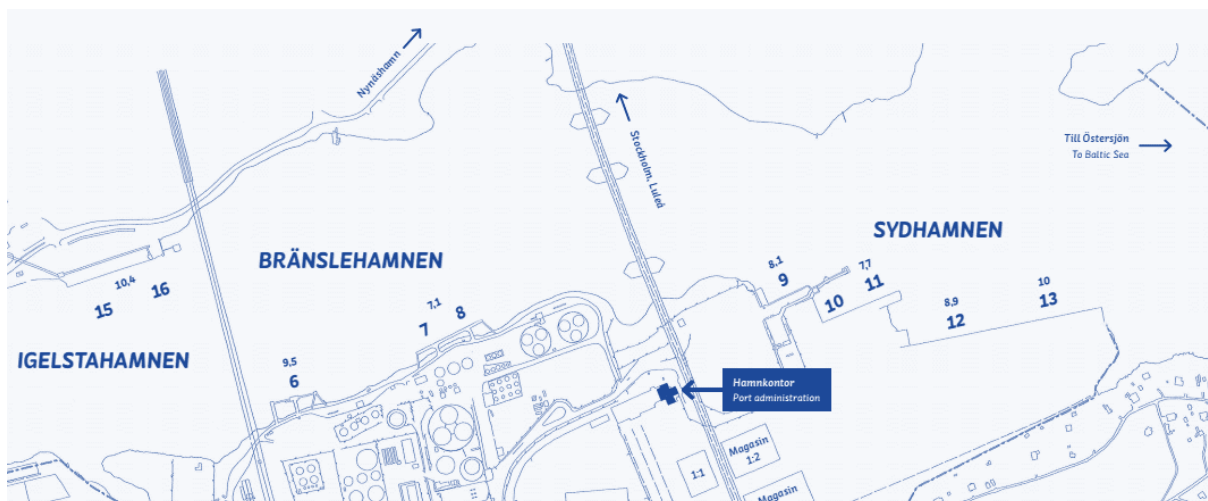 Nynäshamn
Stockholm, Luleå
Till Östersjön
To Baltic Sea
SYDHAMNEN
BRÄNSLEHAMNEN
IGELSTAHAMNEN
10,4
15
16
9,5
6
7,1
7
8
8,1
9
7,7
10
11
8,9
12
10
13
Hamnkontor
Port administration
Magasin
1:2
1:1
Magasin